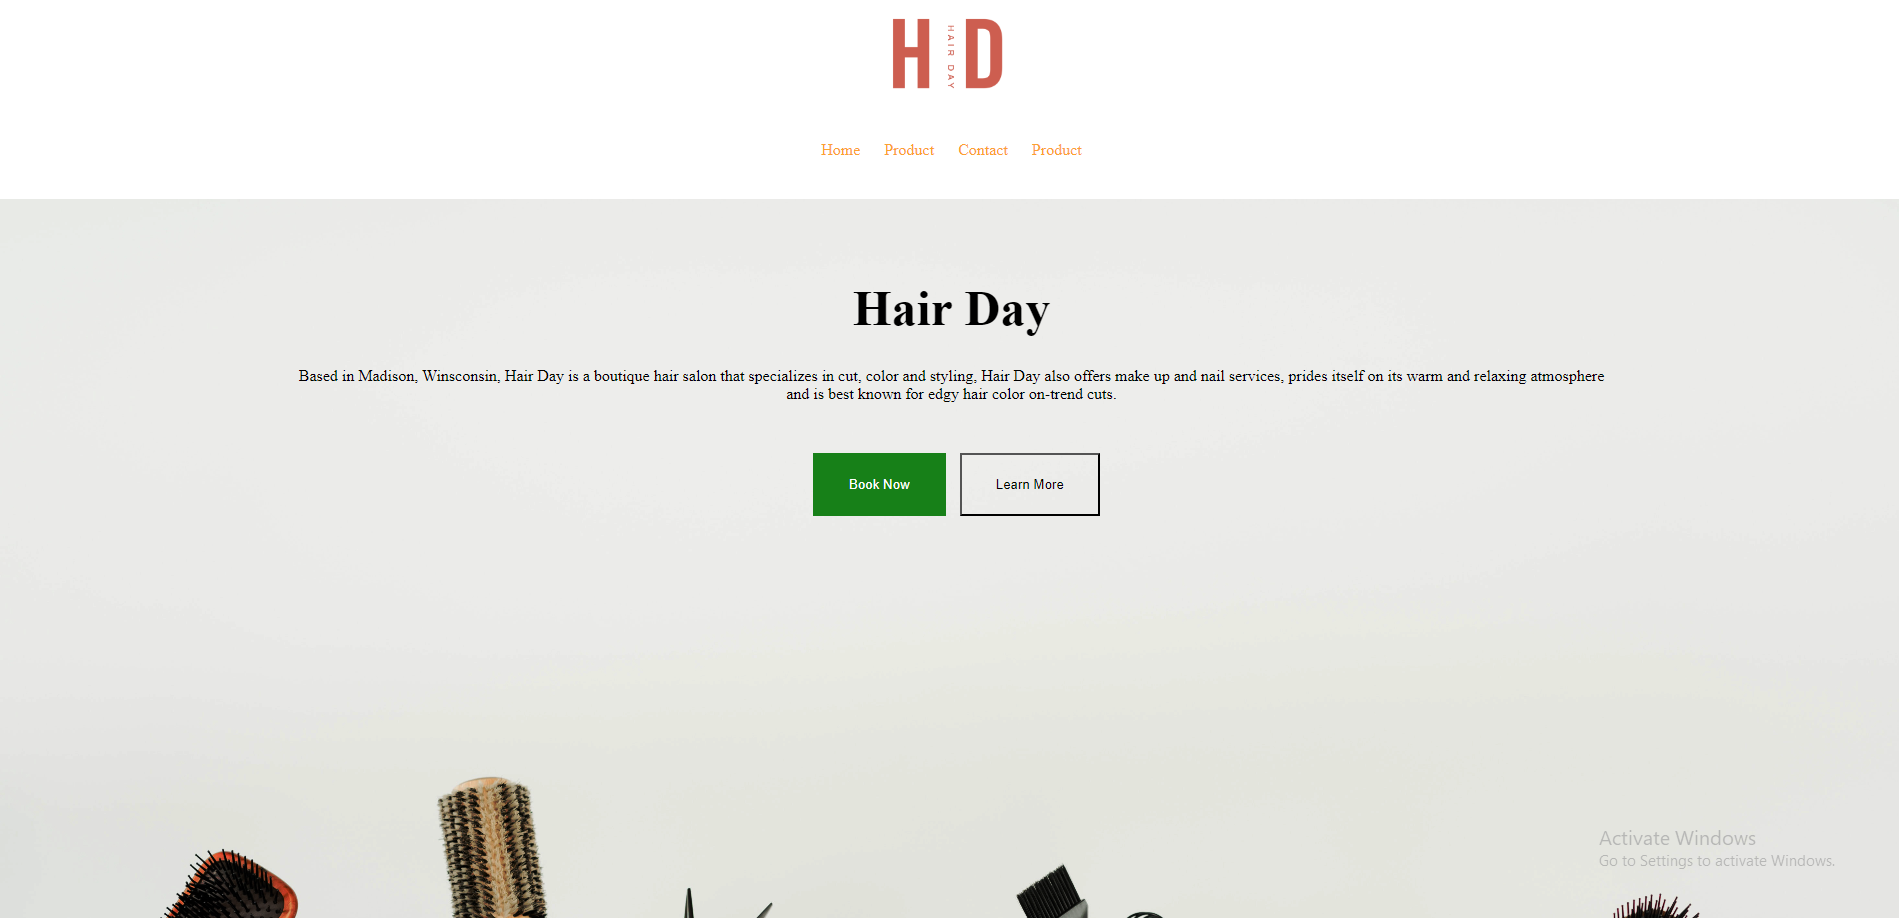 H HAIR DAY D
Home Product Contact Product
Hair Day
Based in Madison, Winsconsin, Hair Day is a boutique hair salon that specializes in cut, color and styling, Hair Day also offers make up and nail services, prides itself on its warm and relaxing atmosphere
and is best known for edgy hair color on-trend cuts.
Book Now Learn More
Activate Windows
Go to Settings to activate Windows.